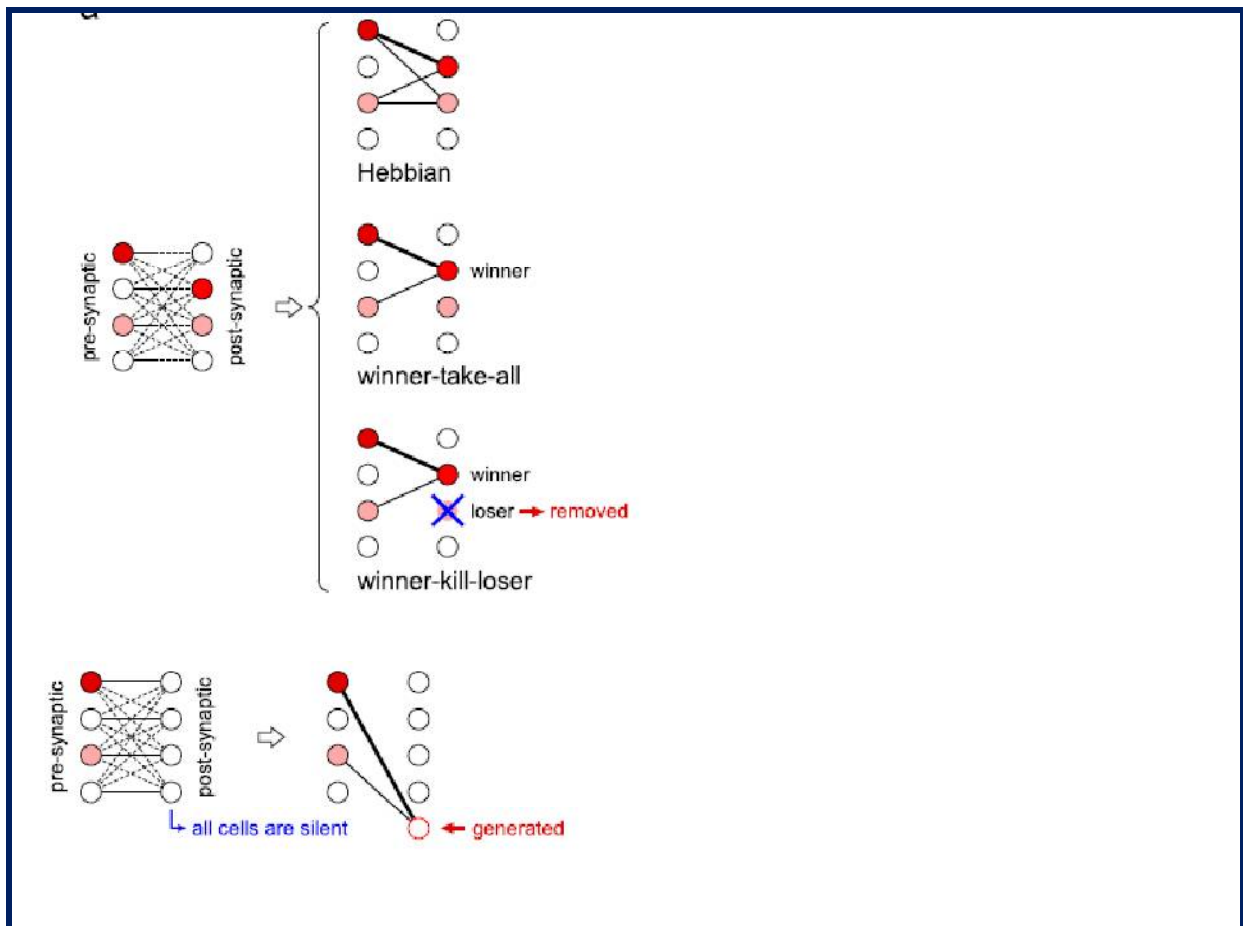 Hebbian
pre-synaptic
post-synaptic
winner
winner-take-all
winner
loser → removed
winner-kill-loser
pre-synaptic
post-synaptic
all cells are silent
generated